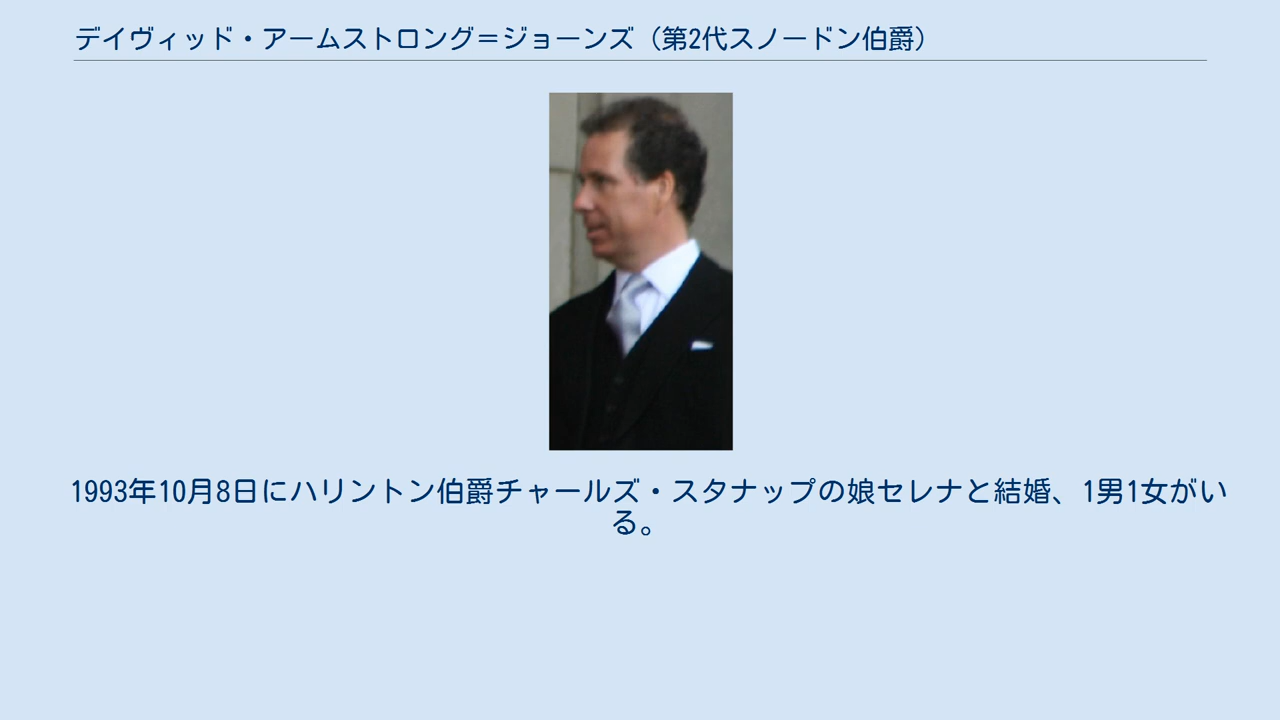 デイヴィッド・アームストロング＝ジョーンズ（第2代スノードン伯爵）
1993年10月8日にハリントン伯爵チャールズ・スタナップの娘セレナと結婚、1男1女がい
る。